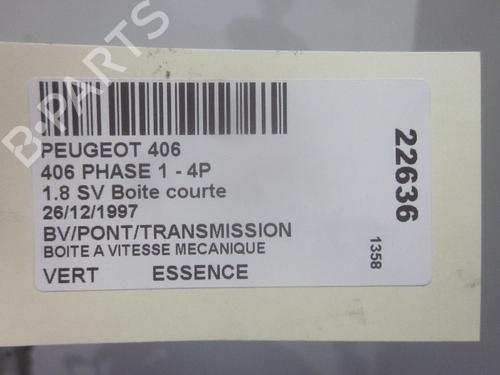 PEUGEOT 406
406 PHASE 1 - 4P
1.8 SV Boite courte
26/12/1997
BV/PONT/TRANSMISSION
BOITE A VITESSE MECANIQUE
VERT ESSENCE
22636
1358
B-PARTS